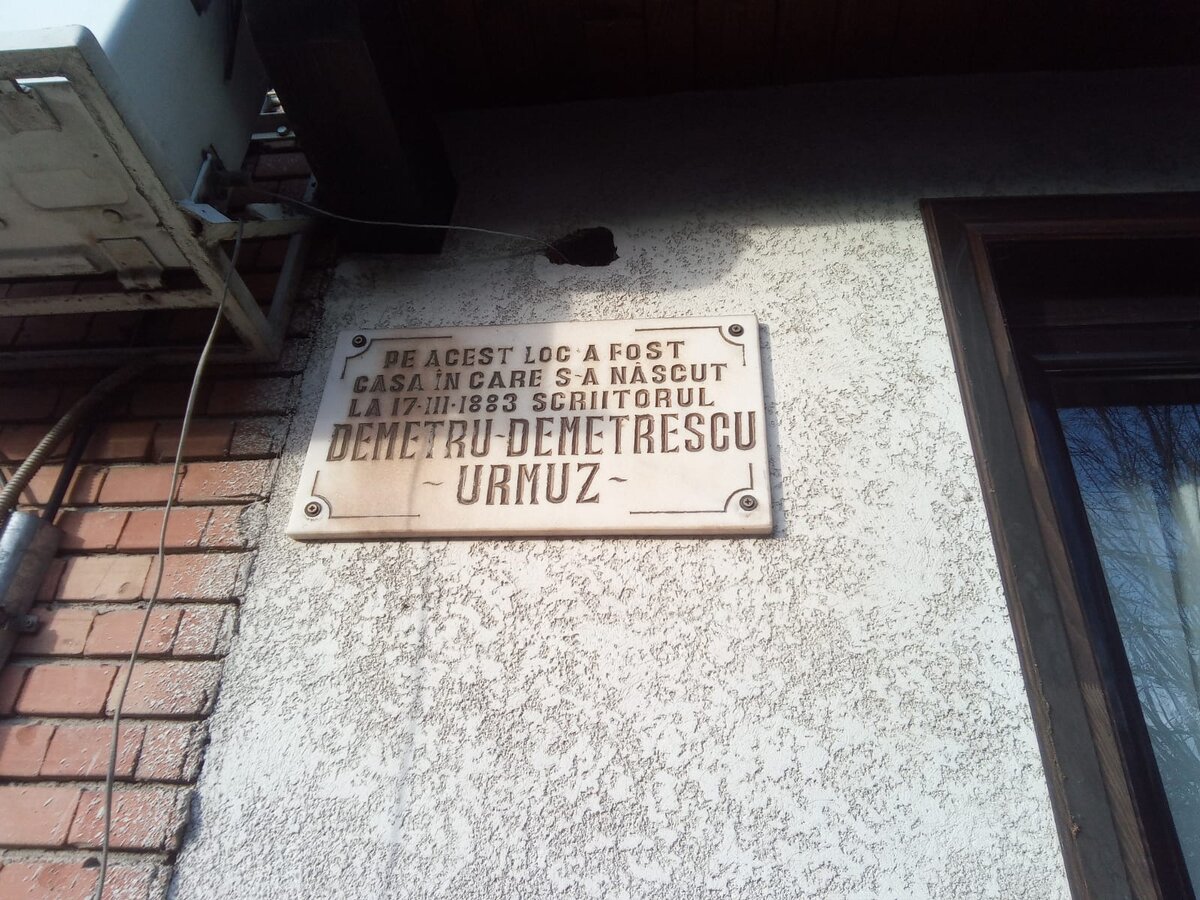 PE ACEST LOC A FOST
CASA ÎN CARE S-A NĂSCUT
LA 17·III·1883 SCRIITORUL
DEMETRU-DEMETRESCU
~ URMUZ ~